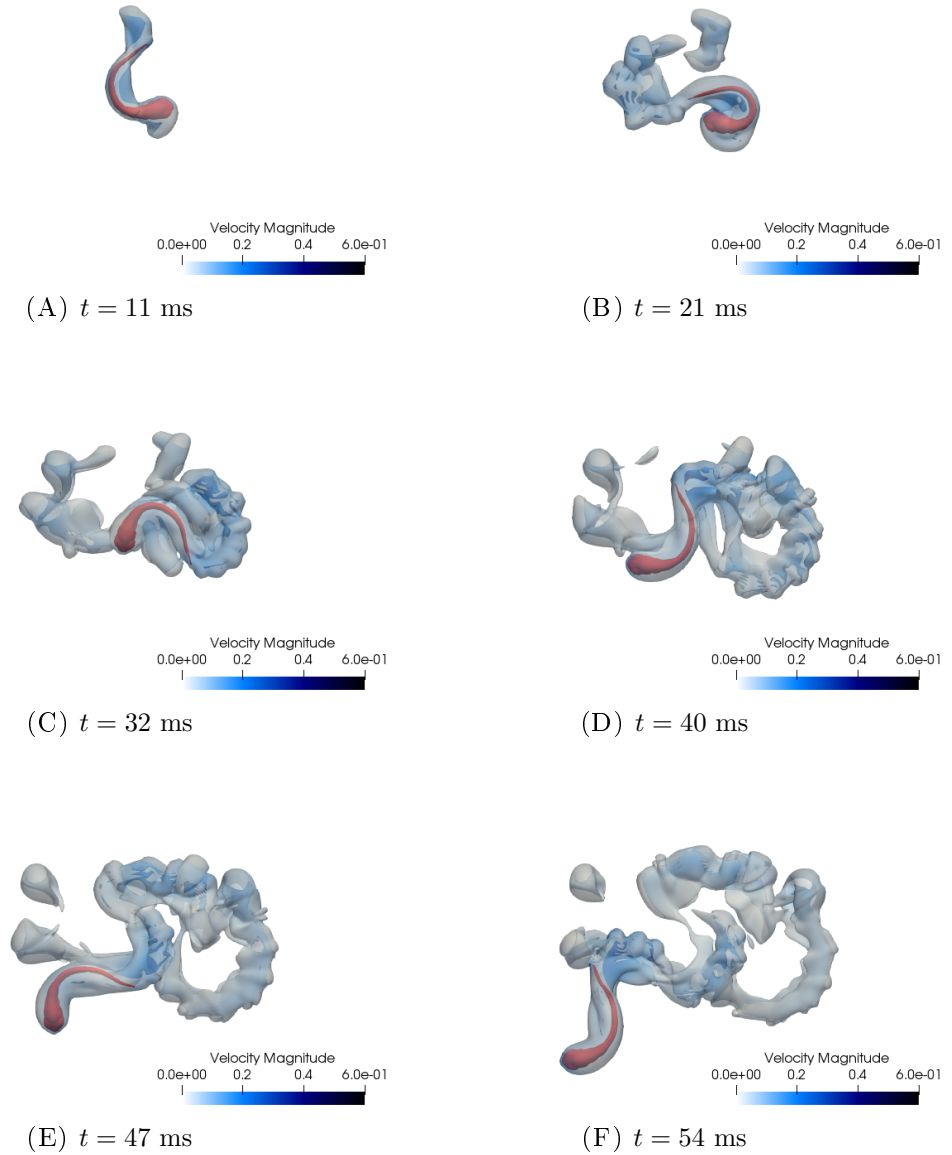 Velocity Magnitude Velocity Magnitude
0.0e+00 0.2 0.4 6.0e-01 0.0e+00 0.2 0.4 6.0e-01
(A) t = 11 ms (B) t = 21 ms
Velocity Magnitude Velocity Magnitude
0.0e+00 0.2 0.4 6.0e-01 0.0e+00 0.2 0.4 6.0e-01
(C) t = 32 ms (D) t = 40 ms
Velocity Magnitude Velocity Magnitude
0.0e+00 0.2 0.4 6.0e-01 0.0e+00 0.2 0.4 6.0e-01
(E) t = 47 ms (F) t = 54 ms